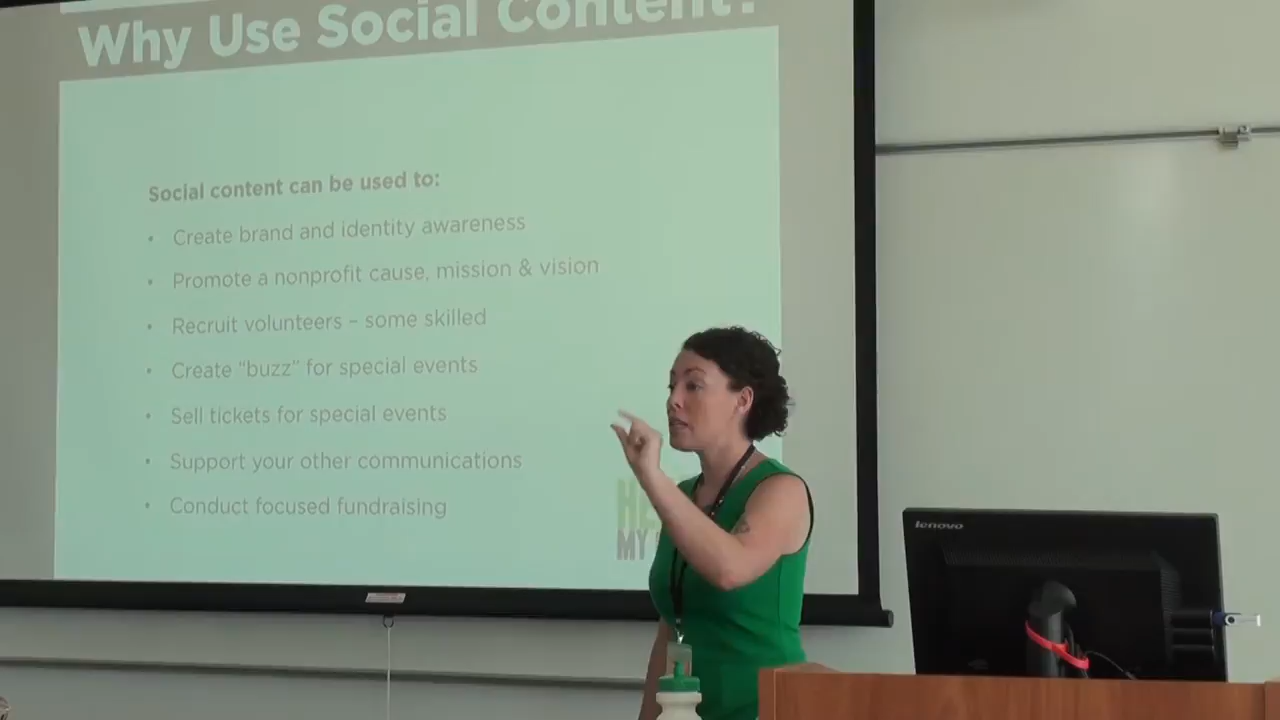 Why Use Social Content?
Social content can be used to:
• Create brand and identity awareness
• Promote a nonprofit cause, mission & vision
• Recruit volunteers – some skilled
• Create “buzz” for special events
• Sell tickets for special events
• Support your other communications
• Conduct focused fundraising
MY
lenovo